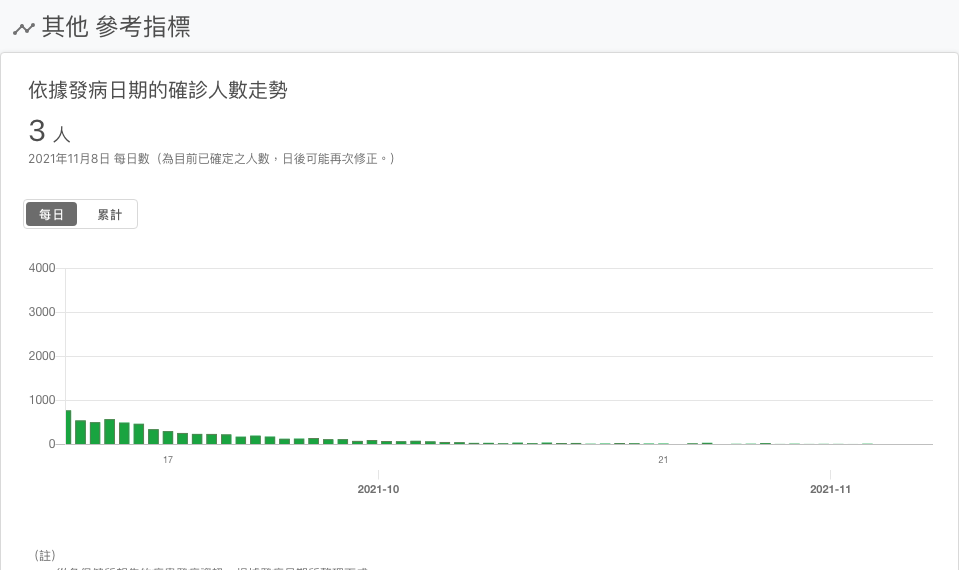 其他 參考指標
依據發病日期的確診人數走勢
3 人
2021年11月8日 每日數（為目前已確定之人數，日後可能再次修正。）
每日 累計
4000
3000
2000
1000
0
17 21
2021-10 2021-11
（註）